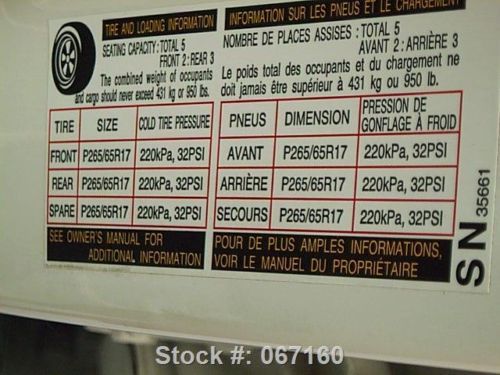 TIRE AND LOADING INFORMATION
SEATING CAPACITY: TOTAL 5
FRONT 2: REAR 3
The combined weight of occupants
and cargo should never exceed 431 kg or 950 lbs.
TIRE SIZE COLD TIRE PRESSURE
FRONT P265/65R17 220kPa, 32PSI
REAR P265/65R17 220kPa, 32PSI
SPARE P265/65R17 220kPa, 32PSI
SEE OWNER'S MANUAL FOR
ADDITIONAL INFORMATION
INFORMATION SUR LES PNEUS ET LE CHARGEMENT
NOMBRE DE PLACES ASSISES : TOTAL 5
AVANT 2 : ARRIÈRE 3
Le poids total des occupants et du chargement ne
doit jamais être supérieur à 431 kg ou 950 lb.
PNEUS DIMENSION PRESSION DE
GONFLAGE À FROID
AVANT P265/65R17 220kPa, 32PSI
ARRIÈRE P265/65R17 220kPa, 32PSI
SECOURS P265/65R17 220kPa, 32PSI
POUR DE PLUS AMPLES INFORMATIONS,
VOIR LE MANUEL DU PROPRIÉTAIRE
SN 35661
Stock #: 067160